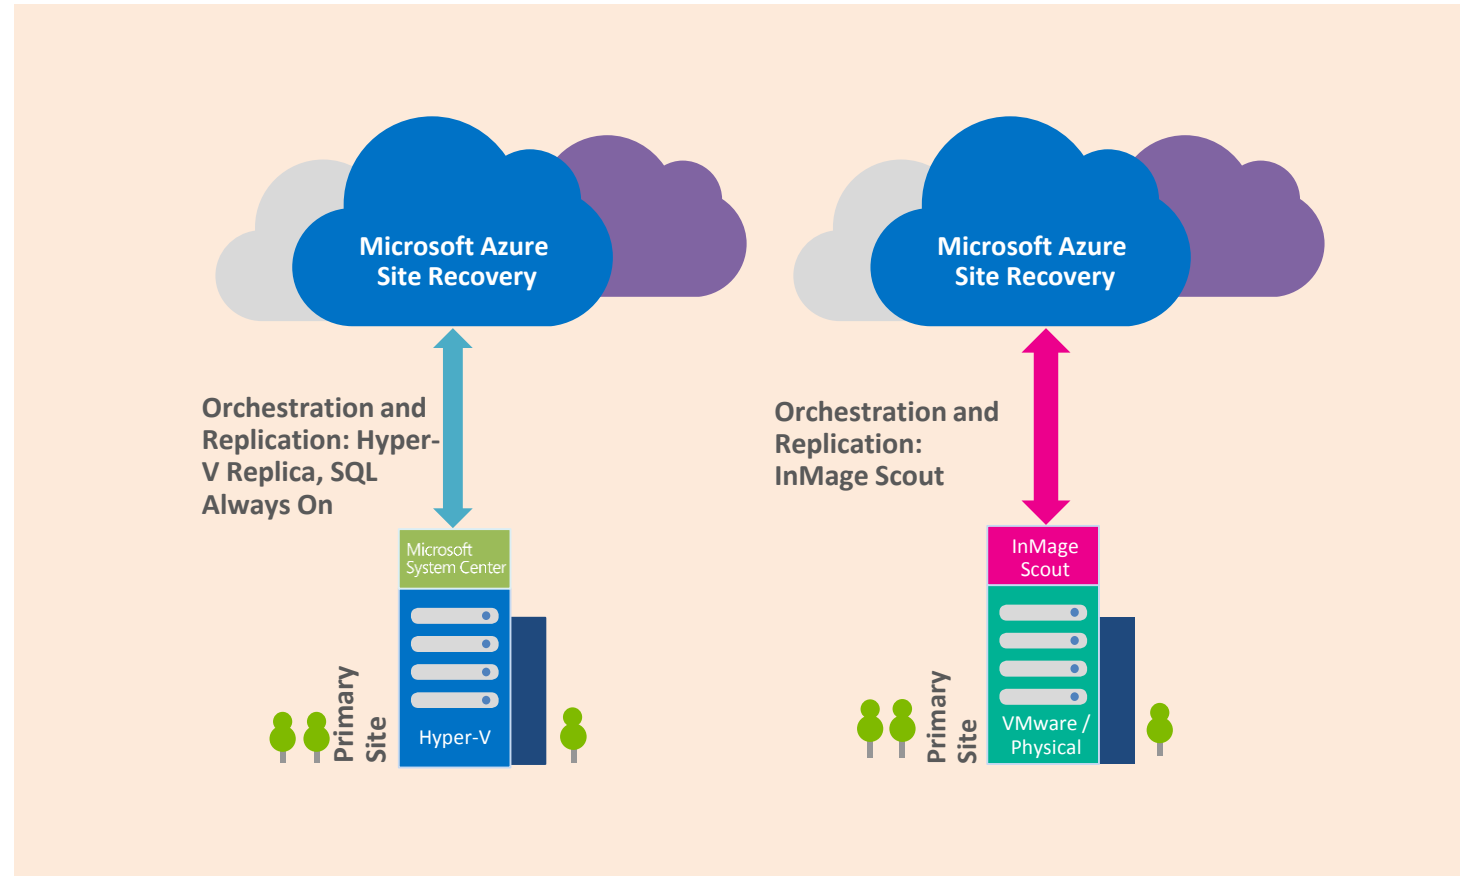 Microsoft Azure
Site Recovery
Orchestration and
Replication: Hyper-
V Replica, SQL
Always On
Microsoft
System Center
Primary
Site
Hyper-V
Microsoft Azure
Site Recovery
Orchestration and
Replication:
InMage Scout
InMage
Scout
Primary
Site
VMware /
Physical